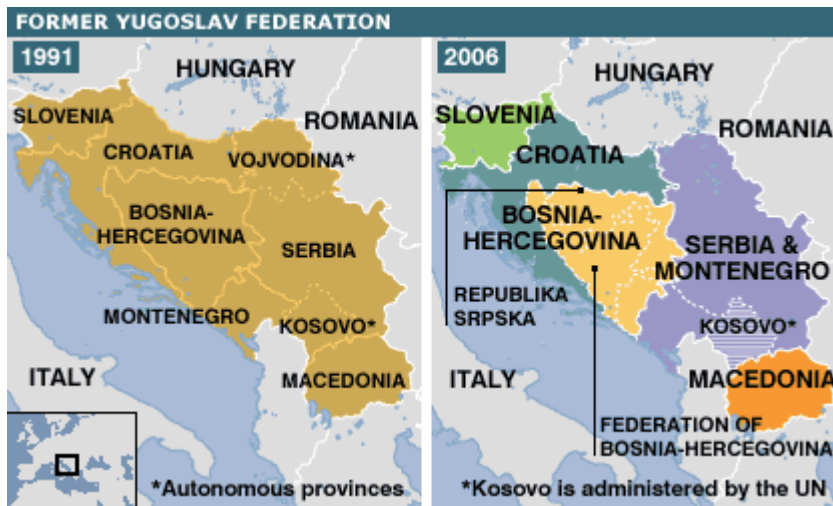 FORMER YUGOSLAV FEDERATION
1991
HUNGARY
SLOVENIA
ROMANIA
CROATIA
VOJVODINA*
BOSNIA-
HERCEGOVINA
SERBIA
MONTENEGRO
KOSOVO*
ITALY
MACEDONIA
*Autonomous provinces
2006
HUNGARY
SLOVENIA
ROMANIA
CROATIA
BOSNIA-
HERCEGOVINA
SERBIA &
MONTENEGRO
REPUBLIKA
SRPSKA
KOSOVO*
ITALY
MACEDONIA
FEDERATION OF
BOSNIA-HERCEGOVINA
*Kosovo is administered by the UN